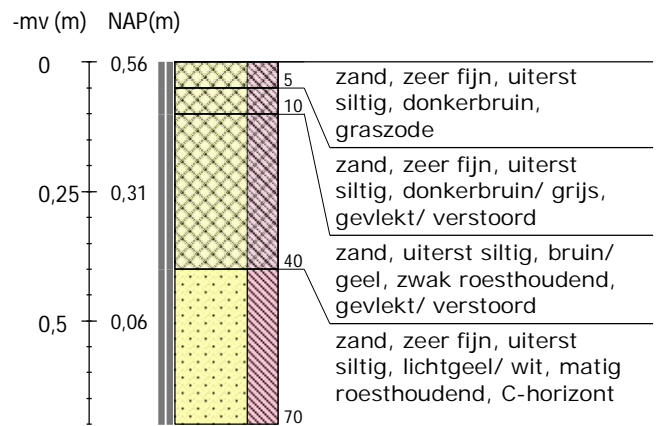 -mv (m) NAP(m)
0 0,56
5
10
0,25 0,31
40
0,5 0,06
70
zand, zeer fijn, uiterst
siltig, donkerbruin,
graszode
zand, zeer fijn, uiterst
siltig, donkerbruin/ grijs,
gevlekt/ verstoord
zand, uiterst siltig, bruin/
geel, zwak roesthoudend,
gevlekt/ verstoord
zand, zeer fijn, uiterst
siltig, lichtgeel/ wit, matig
roesthoudend, C-horizont